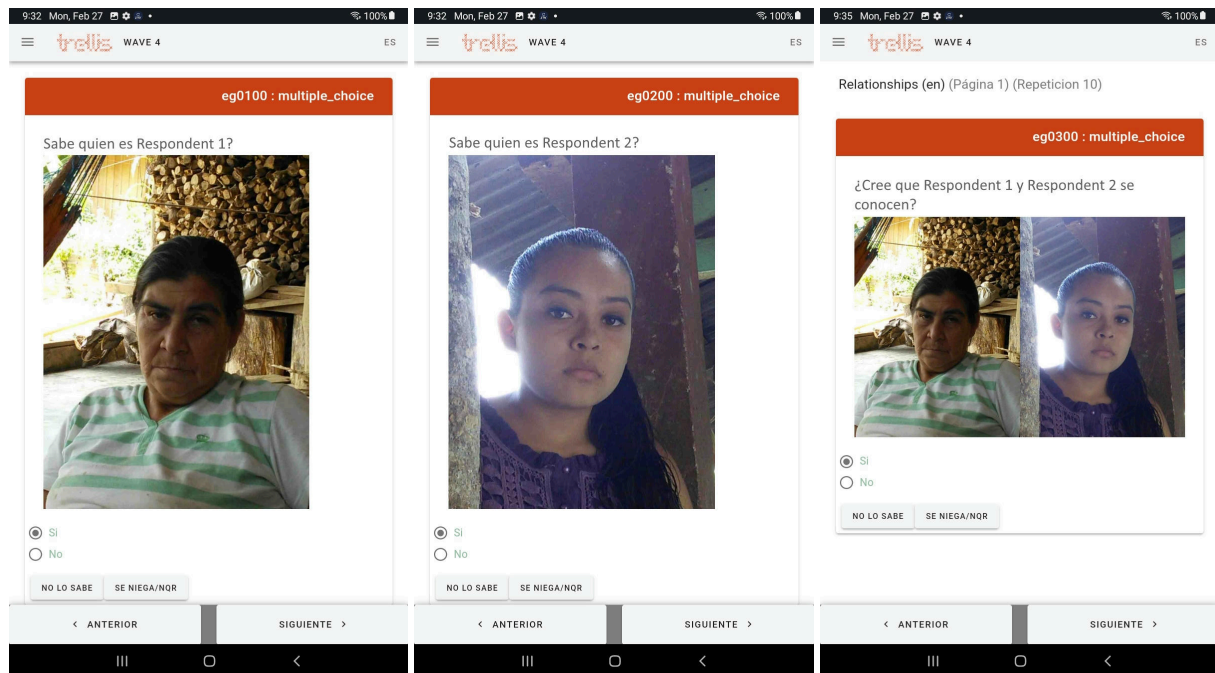 9:32 Mon, Feb 27
100%
trellis WAVE 4
ES
eg0100 : multiple_choice
Sabe quien es Respondent 1?
Si
No
NO LO SABE
SE NIEGA/NQR
< ANTERIOR
SIGUIENTE >
9:32 Mon, Feb 27
100%
trellis WAVE 4
ES
eg0200 : multiple_choice
Sabe quien es Respondent 2?
Si
No
NO LO SABE
SE NIEGA/NQR
< ANTERIOR
SIGUIENTE >
9:35 Mon, Feb 27
100%
trellis WAVE 4
ES
Relationships (en) (Página 1) (Repeticion 10)
eg0300 : multiple_choice
¿Cree que Respondent 1 y Respondent 2 se
conocen?
Si
No
NO LO SABE
SE NIEGA/NQR
< ANTERIOR
SIGUIENTE >